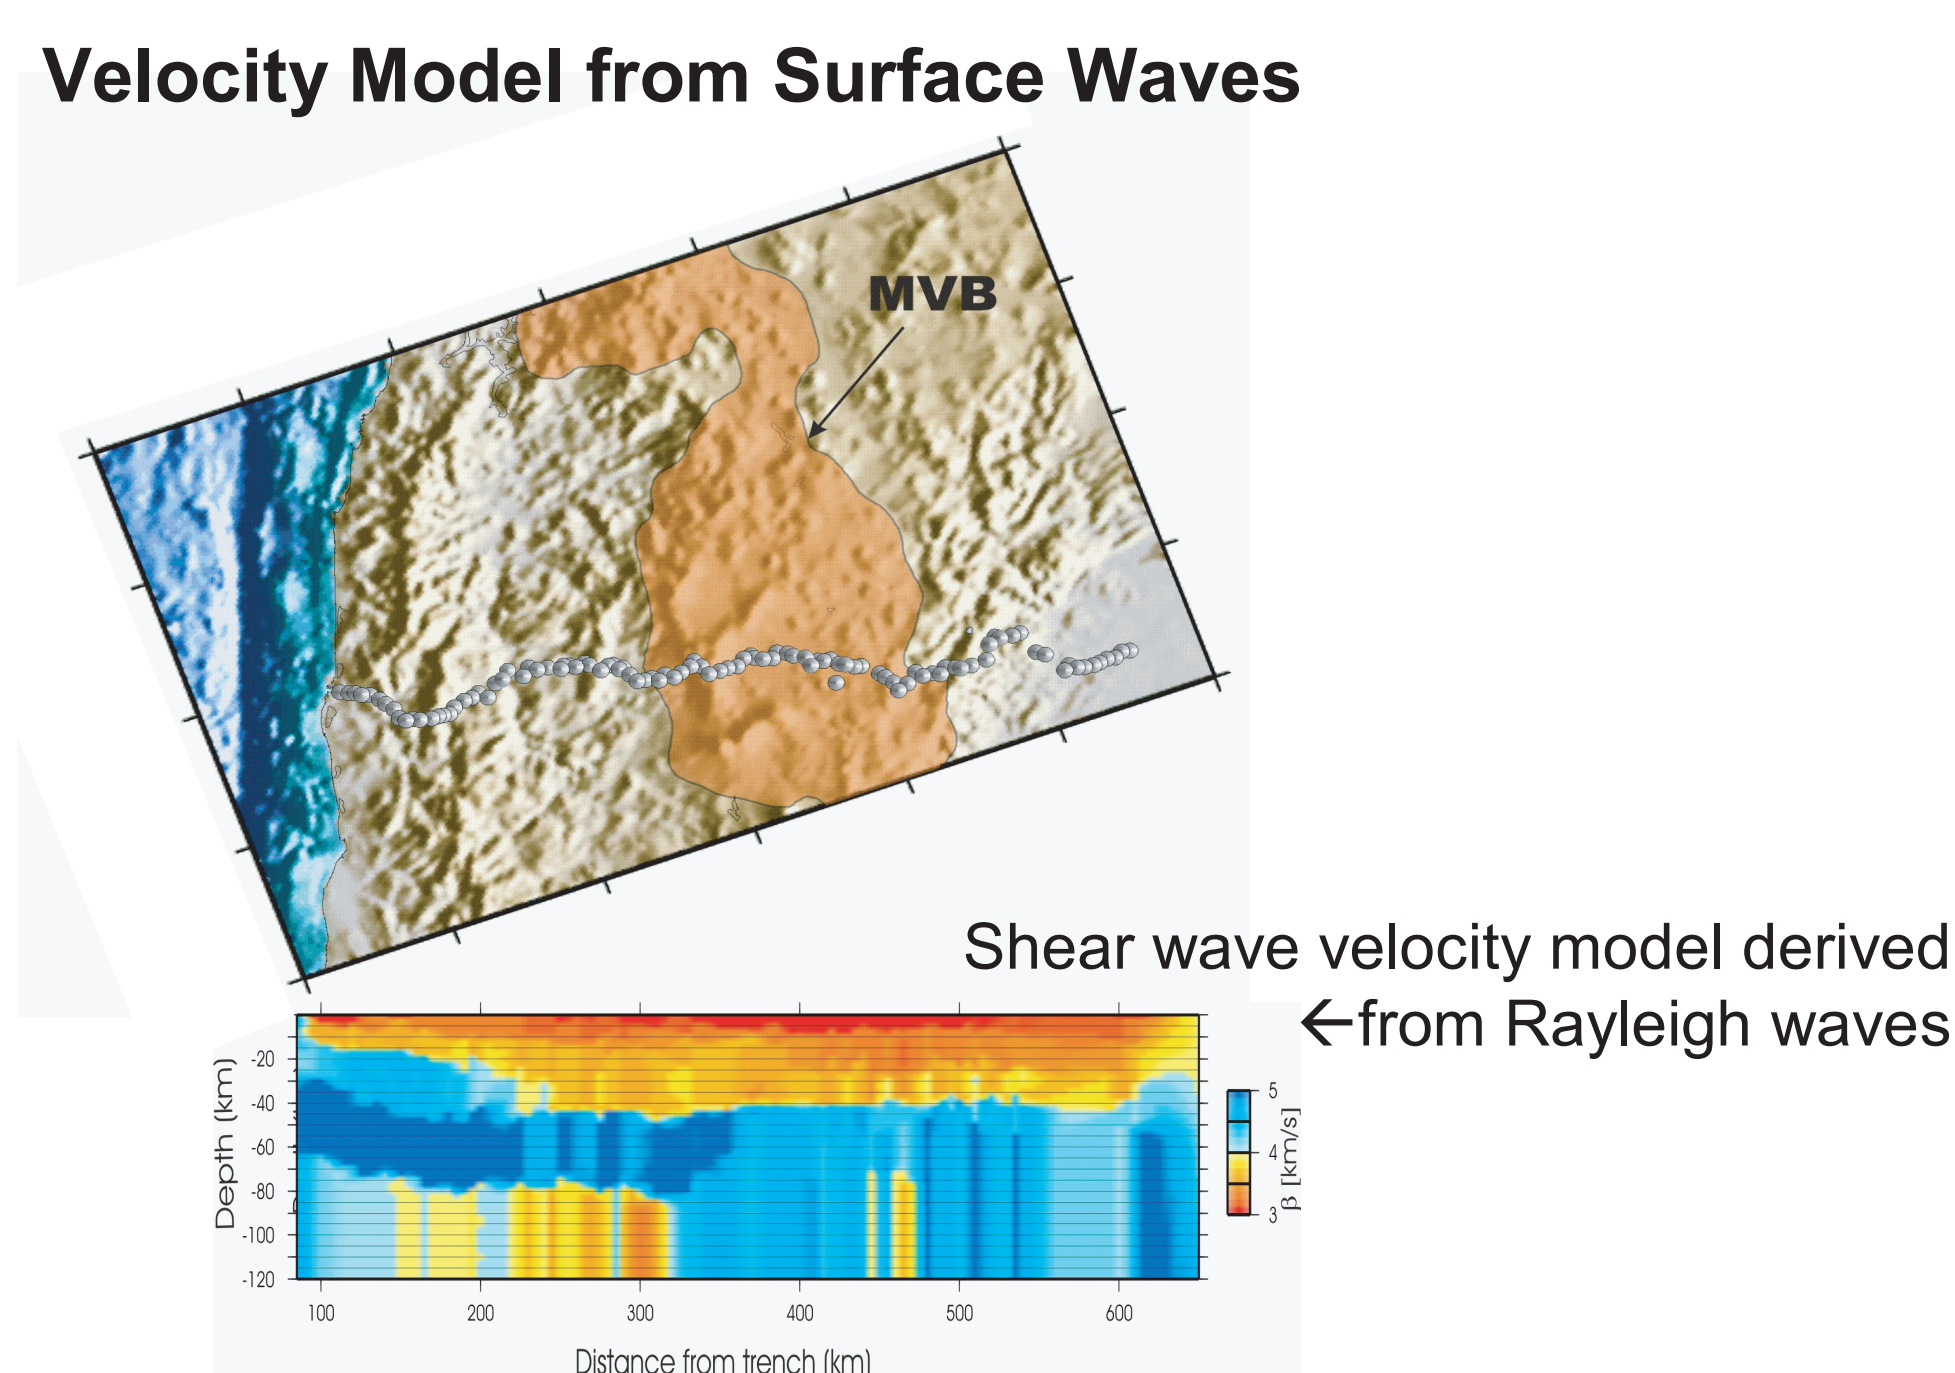 Velocity Model from Surface Waves
MVB
Shear wave velocity model derived
←from Rayleigh waves
Depth (km)
-20
-40
-60
-80
-100
-120
100 200 300 400 500 600
Distance from trench (km)
5
4
3
β [km/s]